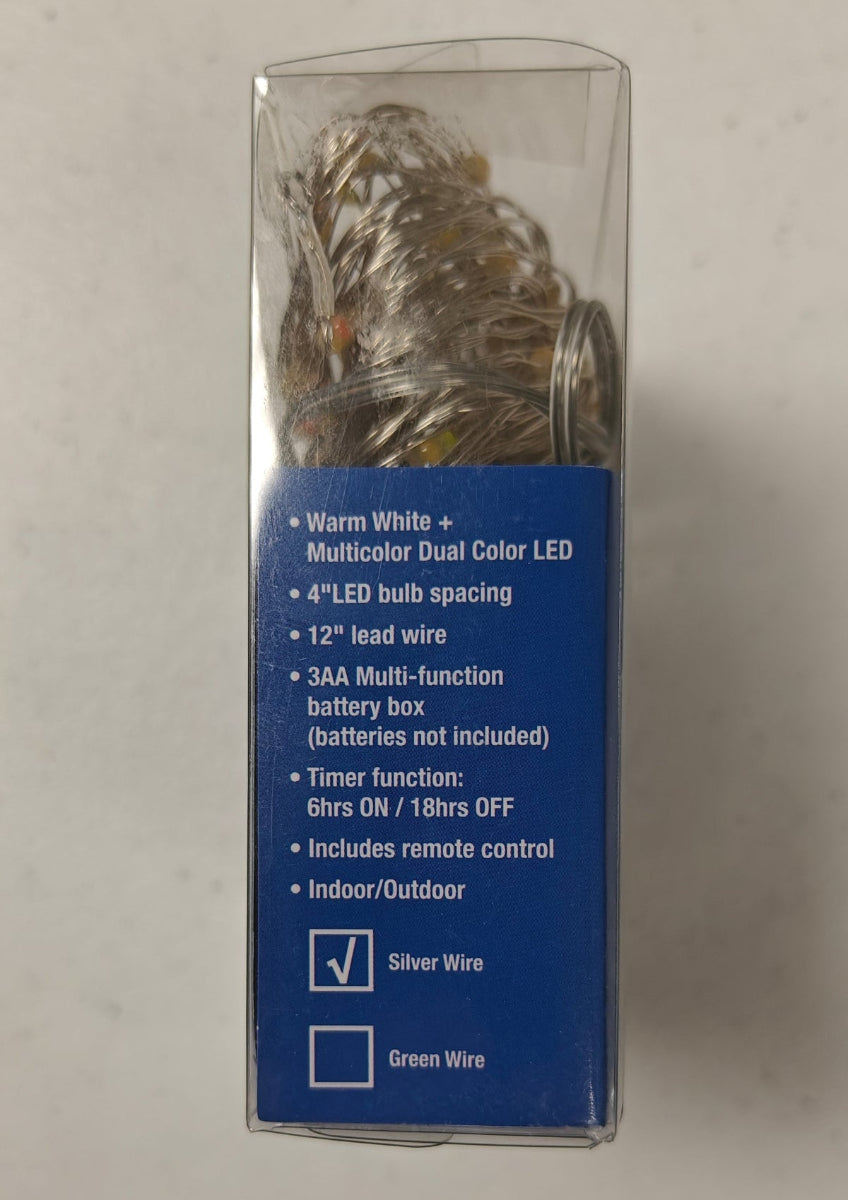 • Warm White +
Multicolor Dual Color LED
• 4"LED bulb spacing
• 12" lead wire
• 3AA Multi-function
battery box
(batteries not included)
• Timer function:
6hrs ON / 18hrs OFF
• Includes remote control
• Indoor/Outdoor
√ Silver Wire
Green Wire